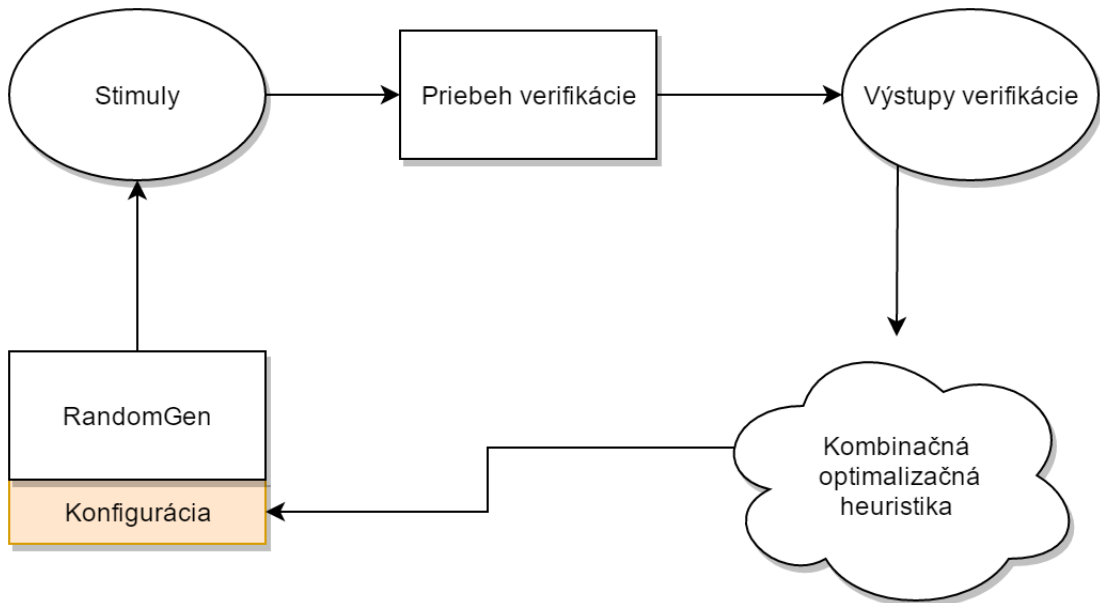 Stimuly
Priebeh verifikácie
Výstupy verifikácie
RandomGen
Konfigurácia
Kombinačná
optimalizačná
heuristika